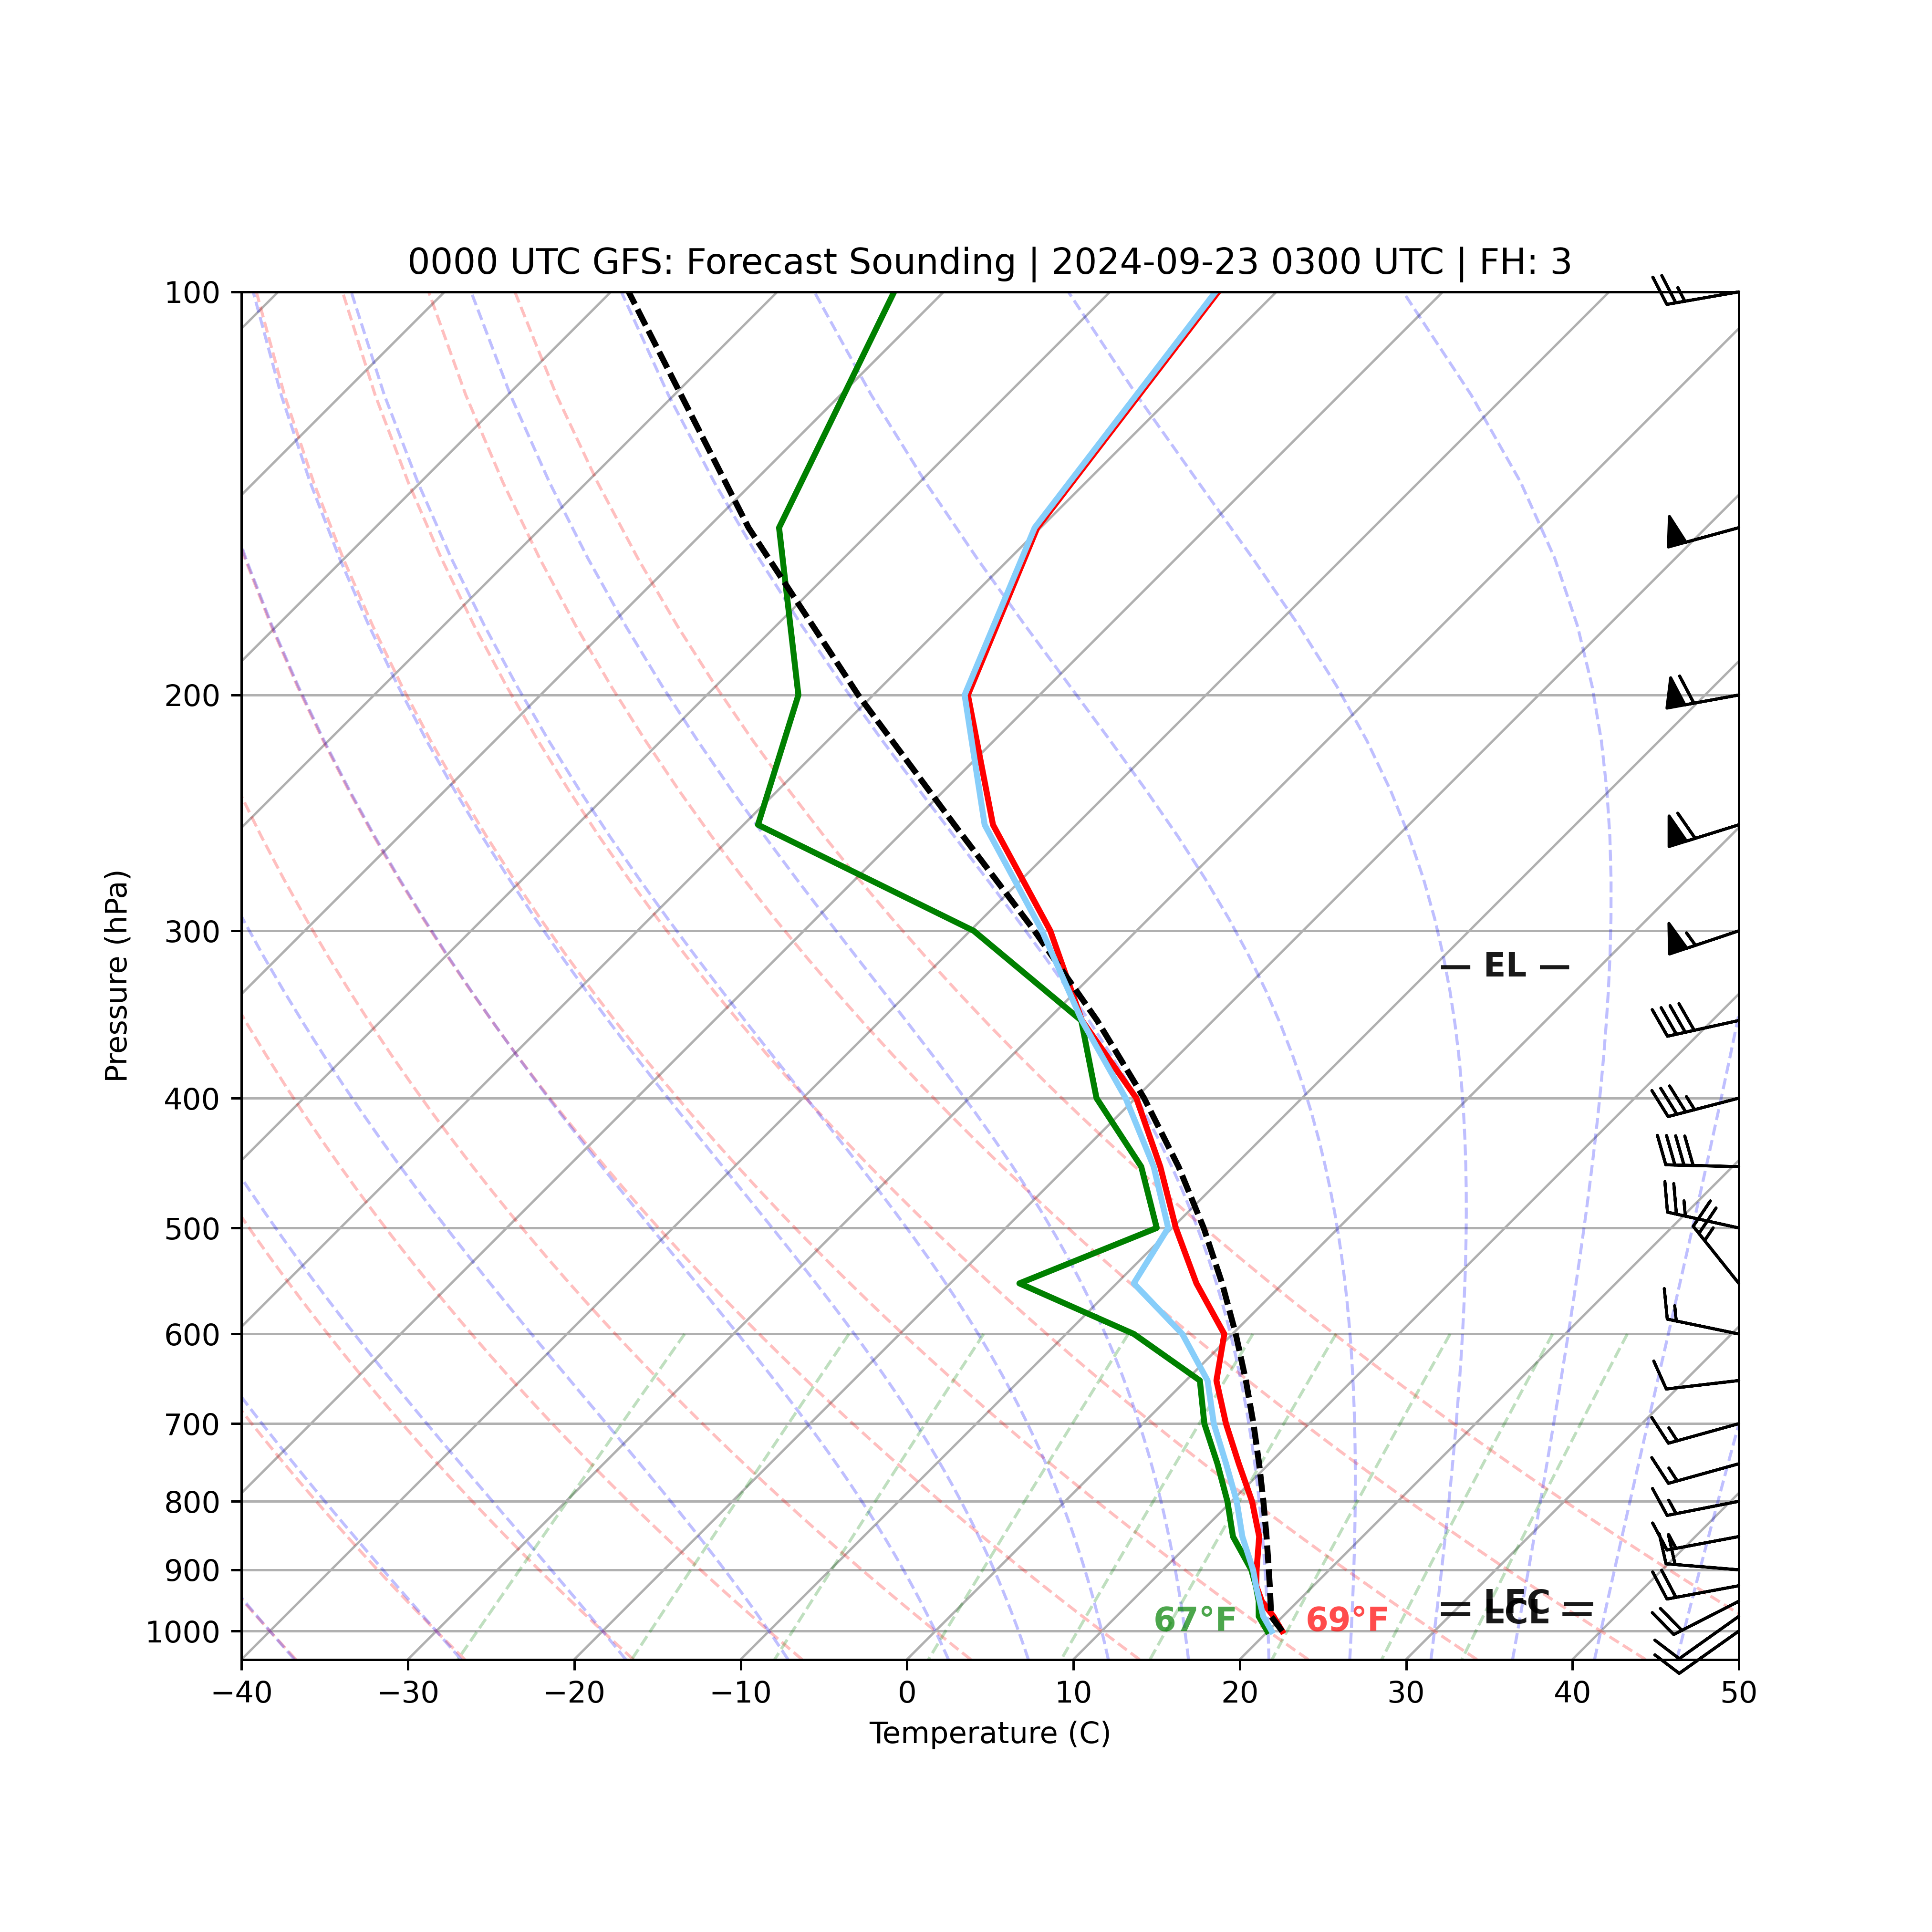 0000 UTC GFS: Forecast Sounding | 2024-09-23 0300 UTC | FH: 3
100
200
300
— EL —
400
500
600
700
800
900
— LFC —
— LCL —
67°F 69°F
1000
Pressure (hPa)
−40 −30 −20 −10 0 10 20 30 40 50
Temperature (C)